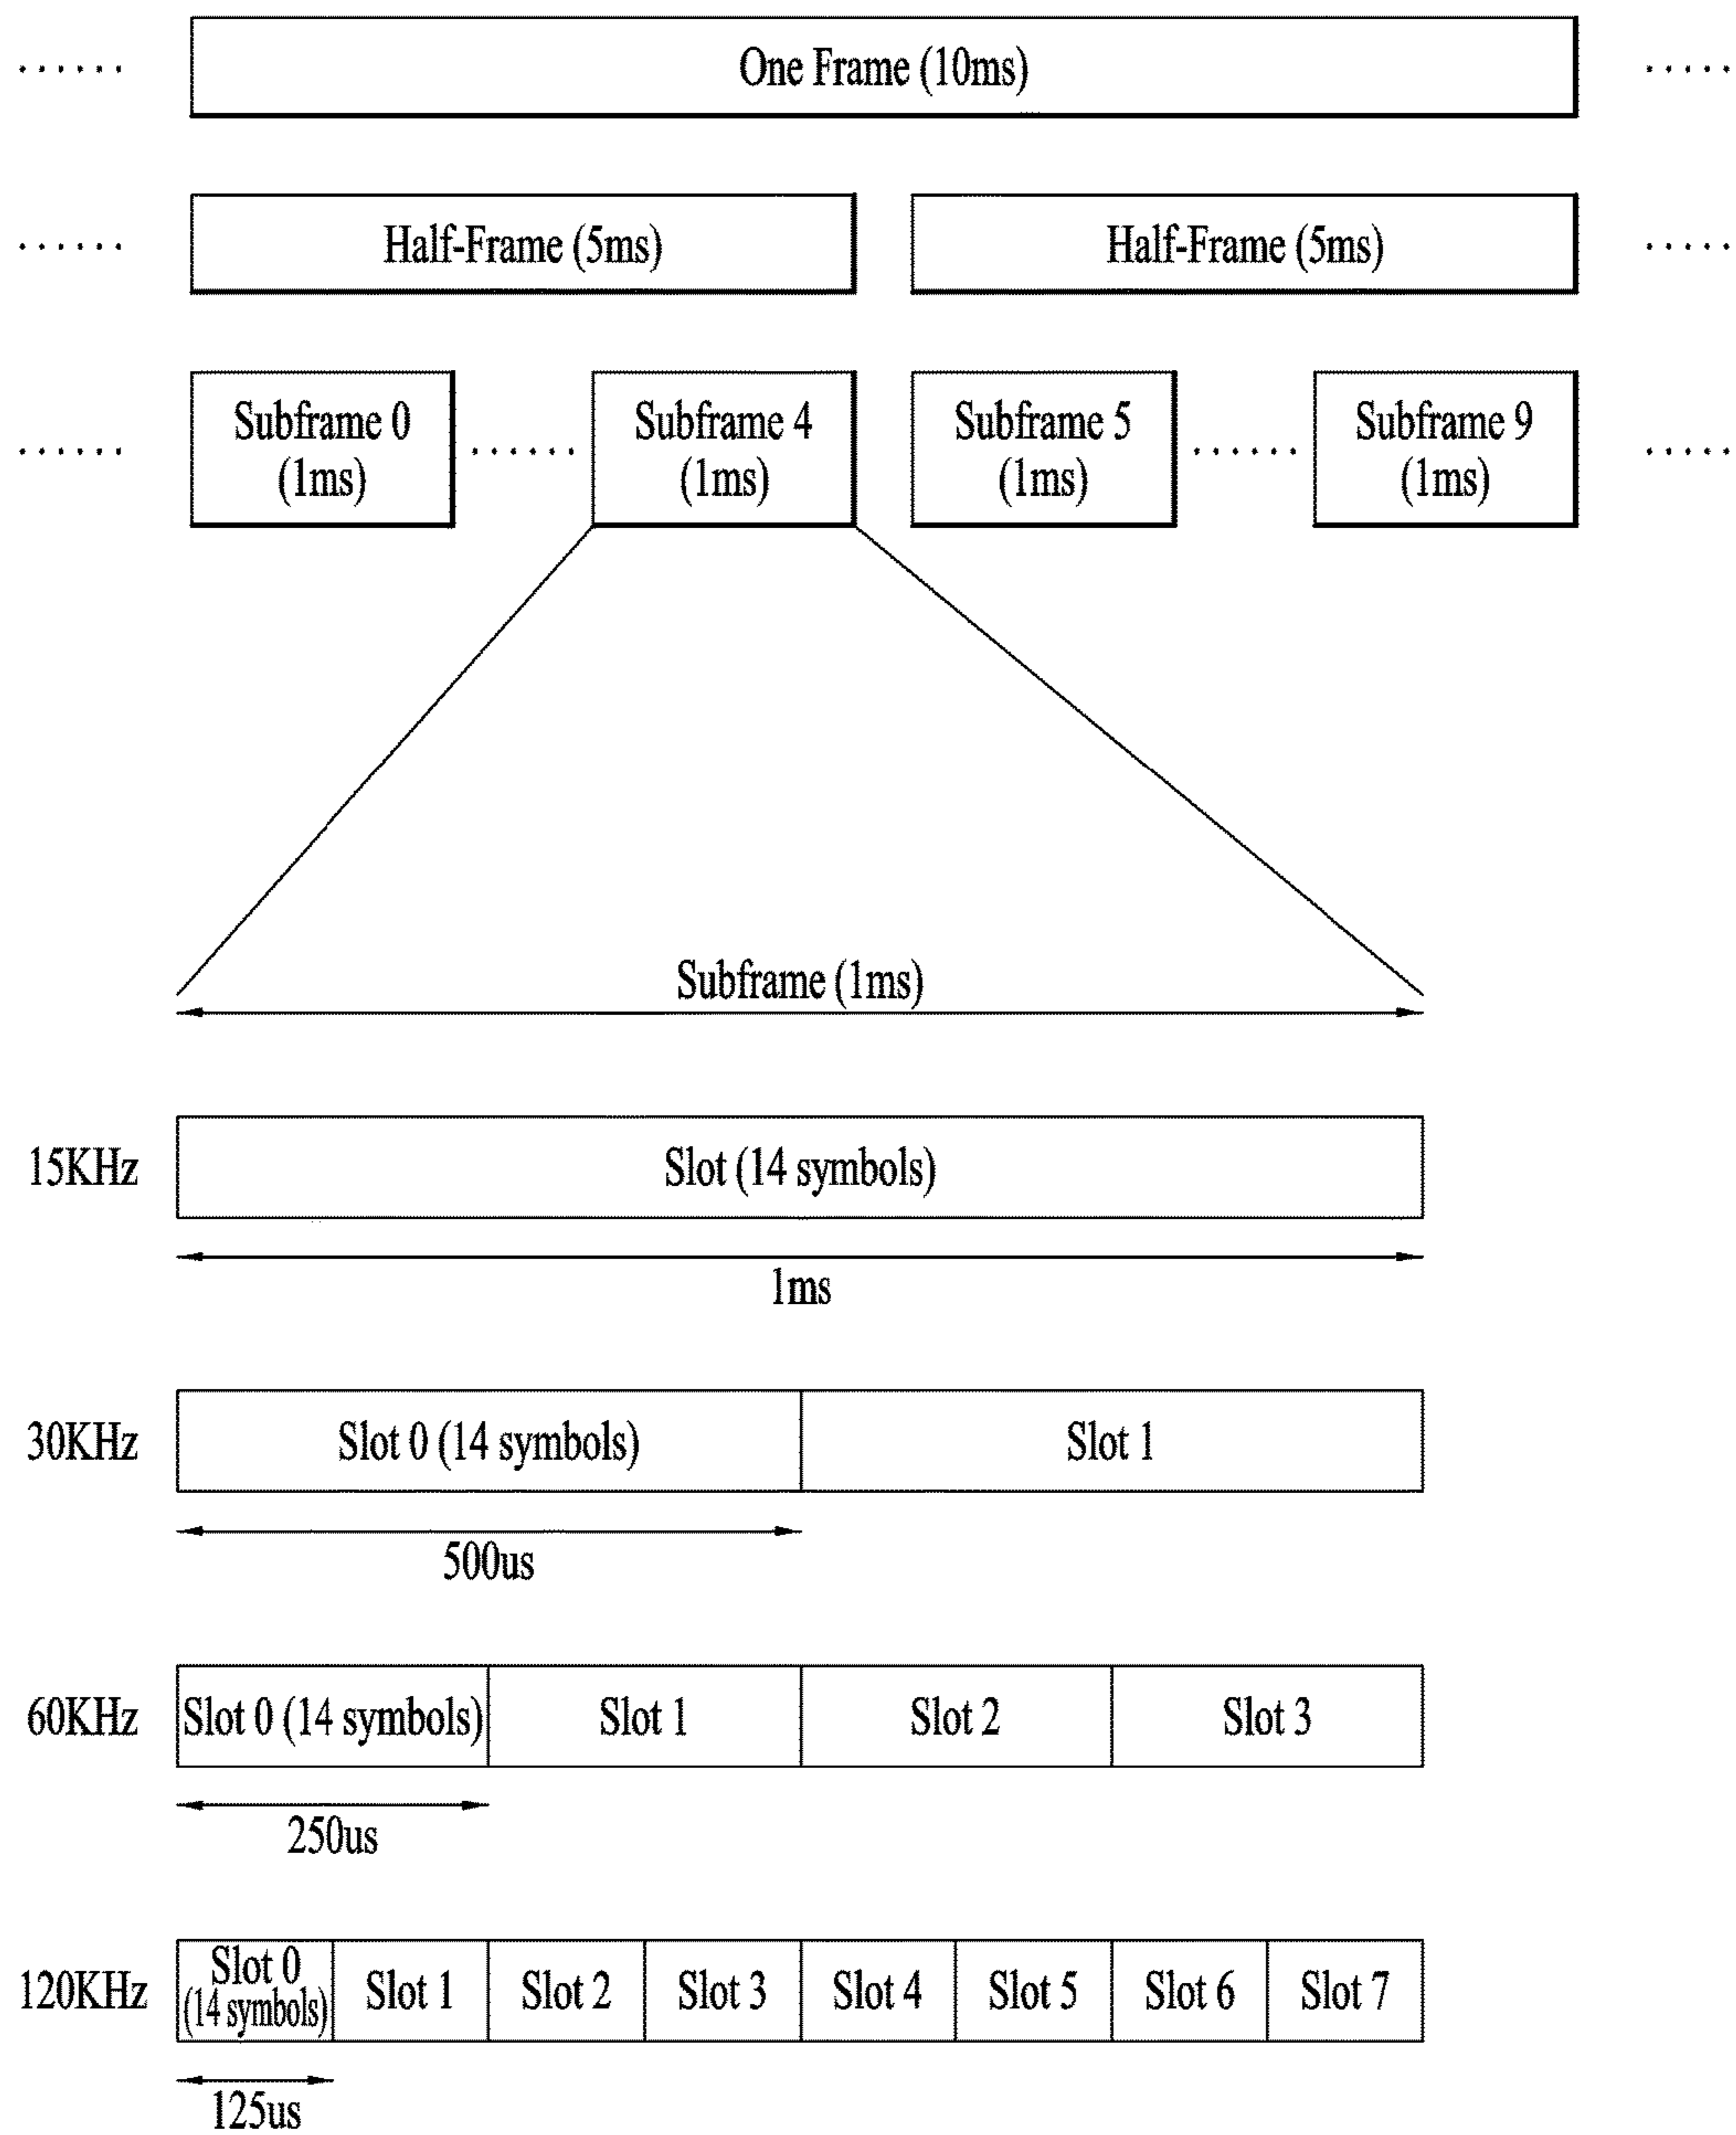 One Frame (10ms)
Half-Frame (5ms)
Half-Frame (5ms)
Subframe 0
(1ms)
Subframe 4
(1ms)
Subframe 5
(1ms)
Subframe 9
(1ms)
Subframe (1ms)
15KHz
Slot (14 symbols)
1ms
30KHz
Slot 0 (14 symbols)
Slot 1
500us
60KHz
Slot 0 (14 symbols)
Slot 1
Slot 2
Slot 3
250us
120KHz
Slot 0
(14 symbols)
Slot 1
Slot 2
Slot 3
Slot 4
Slot 5
Slot 6
Slot 7
125us